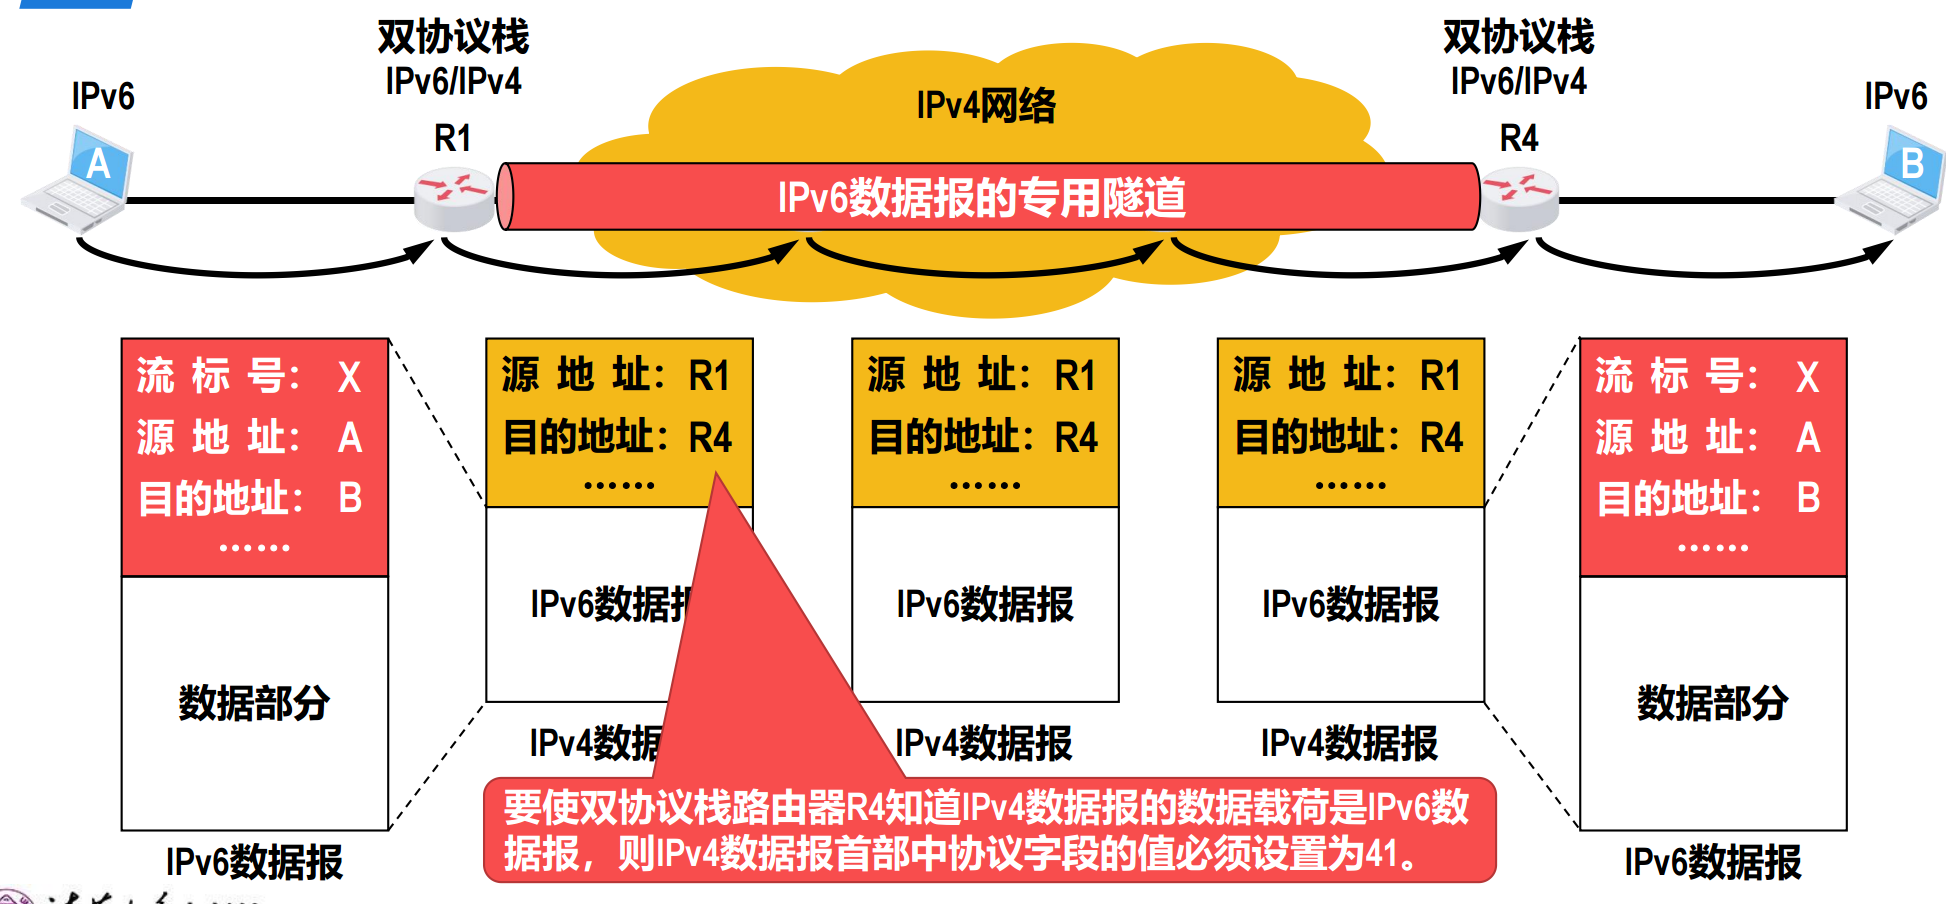 双协议栈
IPv6/IPv4
R1
双协议栈
IPv6/IPv4
R4
IPv6
IPv6
A
B
IPv4网络
IPv6数据报的专用隧道
流标号：X
源地址：A
目的地址：B
……
数据部分
IPv6数据报
源地址：R1
目的地址：R4
……
IPv6数据报
IPv4数据
源地址：R1
目的地址：R4
……
IPv6数据报
IPv4数据报
源地址：R1
目的地址：R4
……
IPv6数据报
IPv4数据报
流标号：X
源地址：A
目的地址：B
……
数据部分
IPv6数据报
要使双协议栈路由器R4知道IPv4数据报的数据载荷是IPv6数
据报，则IPv4数据报首部中协议字段的值必须设置为41。